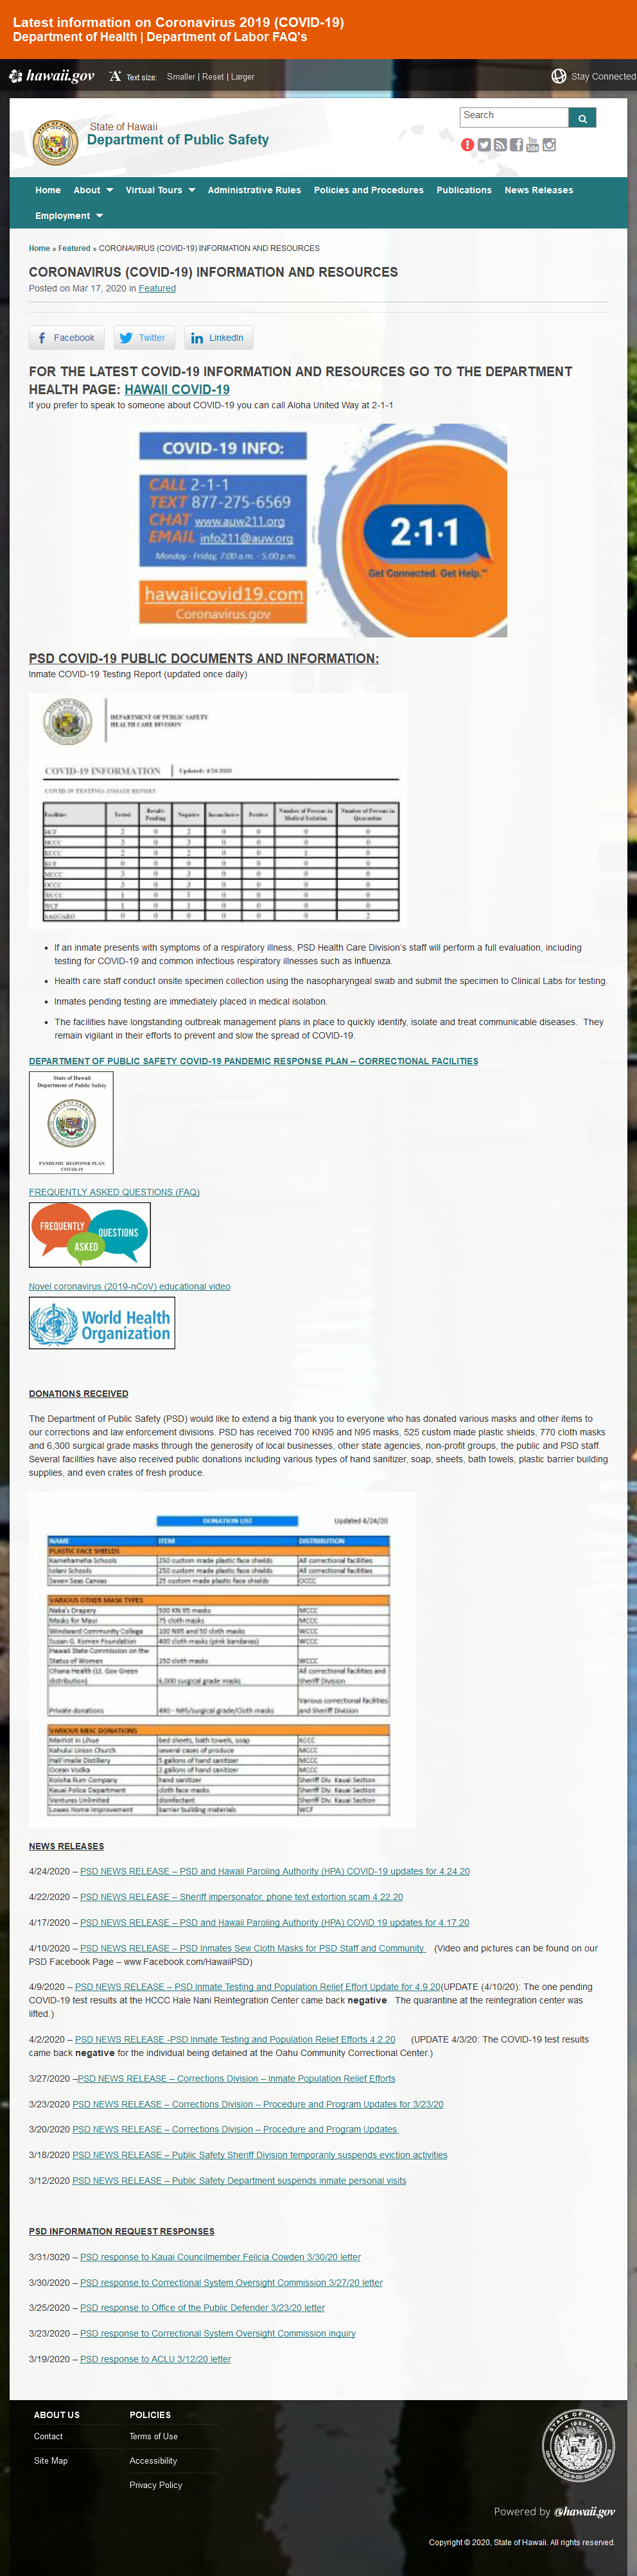 Latest information on Coronavirus 2019 (COVID-19)
Department of Health | Department of Labor FAQ's
hawaii.gov
Text size: Smaller | Reset | Larger
Stay Connected
State of Hawaii
Department of Public Safety
Search
Home About Virtual Tours Administrative Rules Policies and Procedures Publications News Releases
Employment
Home » Featured » CORONAVIRUS (COVID-19) INFORMATION AND RESOURCES
CORONAVIRUS (COVID-19) INFORMATION AND RESOURCES
Posted on Mar 17, 2020 in Featured
Facebook Twitter LinkedIn
FOR THE LATEST COVID-19 INFORMATION AND RESOURCES GO TO THE DEPARTMENT
HEALTH PAGE: HAWAII COVID-19
If you prefer to speak to someone about COVID-19 you can call Aloha United Way at 2-1-1
COVID-19 INFO:
CALL 2-1-1
TEXT 877-275-6569
CHAT www.auw211.org
EMAIL info211@auw.org
Monday - Friday, 7:00 a.m. - 5:00 p.m.
hawaiicovid19.com
Coronavirus.gov
2·1·1
Get Connected. Get Help.™
PSD COVID-19 PUBLIC DOCUMENTS AND INFORMATION:
Inmate COVID-19 Testing Report (updated once daily)
DEPARTMENT OF PUBLIC SAFETY
HEALTH CARE DIVISION
COVID-19 INFORMATION Updated: 4/24/2020
COVID-19 TESTING: INMATE REPORT
Facilities Tested Results Pending Negative Inconclusive Positive Number of Persons in Medical Isolation Number of Persons in Quarantine
HCF 2 0 2 0 0 0 0
HCCC 3 0 3 0 0 0 0
KCCC 2 0 2 0 0 1 0
KCF 0 0 0 0 0 0 0
MCCC 3 0 3 0 0 0 0
OCCC 3 0 3 0 0 0 0
WCCC 1 0 1 0 0 0 0
WCF 1 0 1 0 0 0 0
SAGUARO 0 0 0 0 0 0 2
• If an inmate presents with symptoms of a respiratory illness, PSD Health Care Division's staff will perform a full evaluation, including
testing for COVID-19 and common infectious respiratory illnesses such as Influenza.
• Health care staff conduct onsite specimen collection using the nasopharyngeal swab and submit the specimen to Clinical Labs for testing.
• Inmates pending testing are immediately placed in medical isolation.
• The facilities have longstanding outbreak management plans in place to quickly identify, isolate and treat communicable diseases. They
remain vigilant in their efforts to prevent and slow the spread of COVID-19.
DEPARTMENT OF PUBLIC SAFETY COVID-19 PANDEMIC RESPONSE PLAN – CORRECTIONAL FACILITIES
State of Hawaii
Department of Public Safety
PANDEMIC RESPONSE PLAN
COVID-19
FREQUENTLY ASKED QUESTIONS (FAQ)
FREQUENTLY
ASKED
QUESTIONS
Novel coronavirus (2019-nCoV) educational video
World Health
Organization
DONATIONS RECEIVED
The Department of Public Safety (PSD) would like to extend a big thank you to everyone who has donated various masks and other items to
our corrections and law enforcement divisions. PSD has received 700 KN95 and N95 masks, 525 custom made plastic shields, 770 cloth masks
and 6,300 surgical grade masks through the generosity of local businesses, other state agencies, non-profit groups, the public and PSD staff.
Several facilities have also received public donations including various types of hand sanitizer, soap, sheets, bath towels, plastic barrier building
supplies, and even crates of fresh produce.
DONATION LIST Updated 4/24/20
NAME ITEM DISTRIBUTION
PLASTIC FACE SHIELDS
Kamehameha Schools 250 custom made plastic face shields All correctional facilities
Iolani Schools 250 custom made plastic face shields All correctional facilities
Seven Seas Canvas 25 custom made plastic face shields OCCC
VARIOUS OTHER MASK TYPES
Naka's Drapery 500 KN 95 masks MCCC
Masks for Maui 75 cloth masks MCCC
Windward Community College 100 N95 and 50 cloth masks WCCC
Susan G. Komen Foundation 400 cloth masks (pink bandanas) WCCC
Hawaii State Commission on the Status of Women 250 cloth masks WCCC
Ohana Health (Lt. Gov Green distribution) 6,000 surgical grade masks All correctional facilities and Sheriff Division
Private donations 490 - N95/surgical grade/Cloth masks Various correctional facilities and Sheriff Division
VARIOUS MISC DONATIONS
Marriot in Lihue bed sheets, bath towels, soap KCCC
Kahului Union Church several cases of produce MCCC
Hali'imaile Distillery 5 gallons of hand sanitizer MCCC
Ocean Vodka 3 gallons of hand sanitizer MCCC
Koloha Rum Company hand sanitizer Sheriff Div. Kauai Section
Kauai Police Department cloth face masks Sheriff Div. Kauai Section
Ventures Unlimited disinfectant Sheriff Div. Kauai Section
Lowes Home Improvement barrier building materials WCF
NEWS RELEASES
4/24/2020 – PSD NEWS RELEASE – PSD and Hawaii Paroling Authority (HPA) COVID-19 updates for 4.24.20
4/22/2020 – PSD NEWS RELEASE – Sheriff impersonator, phone text extortion scam 4.22.20
4/17/2020 – PSD NEWS RELEASE – PSD and Hawaii Paroling Authority (HPA) COVID 19 updates for 4.17.20
4/10/2020 – PSD NEWS RELEASE – PSD Inmates Sew Cloth Masks for PSD Staff and Community (Video and pictures can be found on our
PSD Facebook Page – www.Facebook.com/HawaiiPSD)
4/9/2020 – PSD NEWS RELEASE – PSD Inmate Testing and Population Relief Effort Update for 4.9.20(UPDATE (4/10/20): The one pending
COVID-19 test results at the HCCC Hale Nani Reintegration Center came back negative. The quarantine at the reintegration center was
lifted.)
4/2/2020 – PSD NEWS RELEASE -PSD Inmate Testing and Population Relief Efforts 4.2.20 (UPDATE 4/3/20: The COVID-19 test results
came back negative for the individual being detained at the Oahu Community Correctional Center.)
3/27/2020 –PSD NEWS RELEASE – Corrections Division – Inmate Population Relief Efforts
3/23/2020 PSD NEWS RELEASE – Corrections Division – Procedure and Program Updates for 3/23/20
3/20/2020 PSD NEWS RELEASE – Corrections Division – Procedure and Program Updates
3/18/2020 PSD NEWS RELEASE – Public Safety Sheriff Division temporarily suspends eviction activities
3/12/2020 PSD NEWS RELEASE – Public Safety Department suspends inmate personal visits
PSD INFORMATION REQUEST RESPONSES
3/31/3020 – PSD response to Kauai Councilmember Felicia Cowden 3/30/20 letter
3/30/2020 – PSD response to Correctional System Oversight Commission 3/27/20 letter
3/25/2020 – PSD response to Office of the Public Defender 3/23/20 letter
3/23/2020 – PSD response to Correctional System Oversight Commission inquiry
3/19/2020 – PSD response to ACLU 3/12/20 letter
ABOUT US POLICIES
Contact Terms of Use
Site Map Accessibility
Privacy Policy
STATE OF HAWAII
1959
Powered by ehawaii.gov
Copyright © 2020, State of Hawaii. All rights reserved.